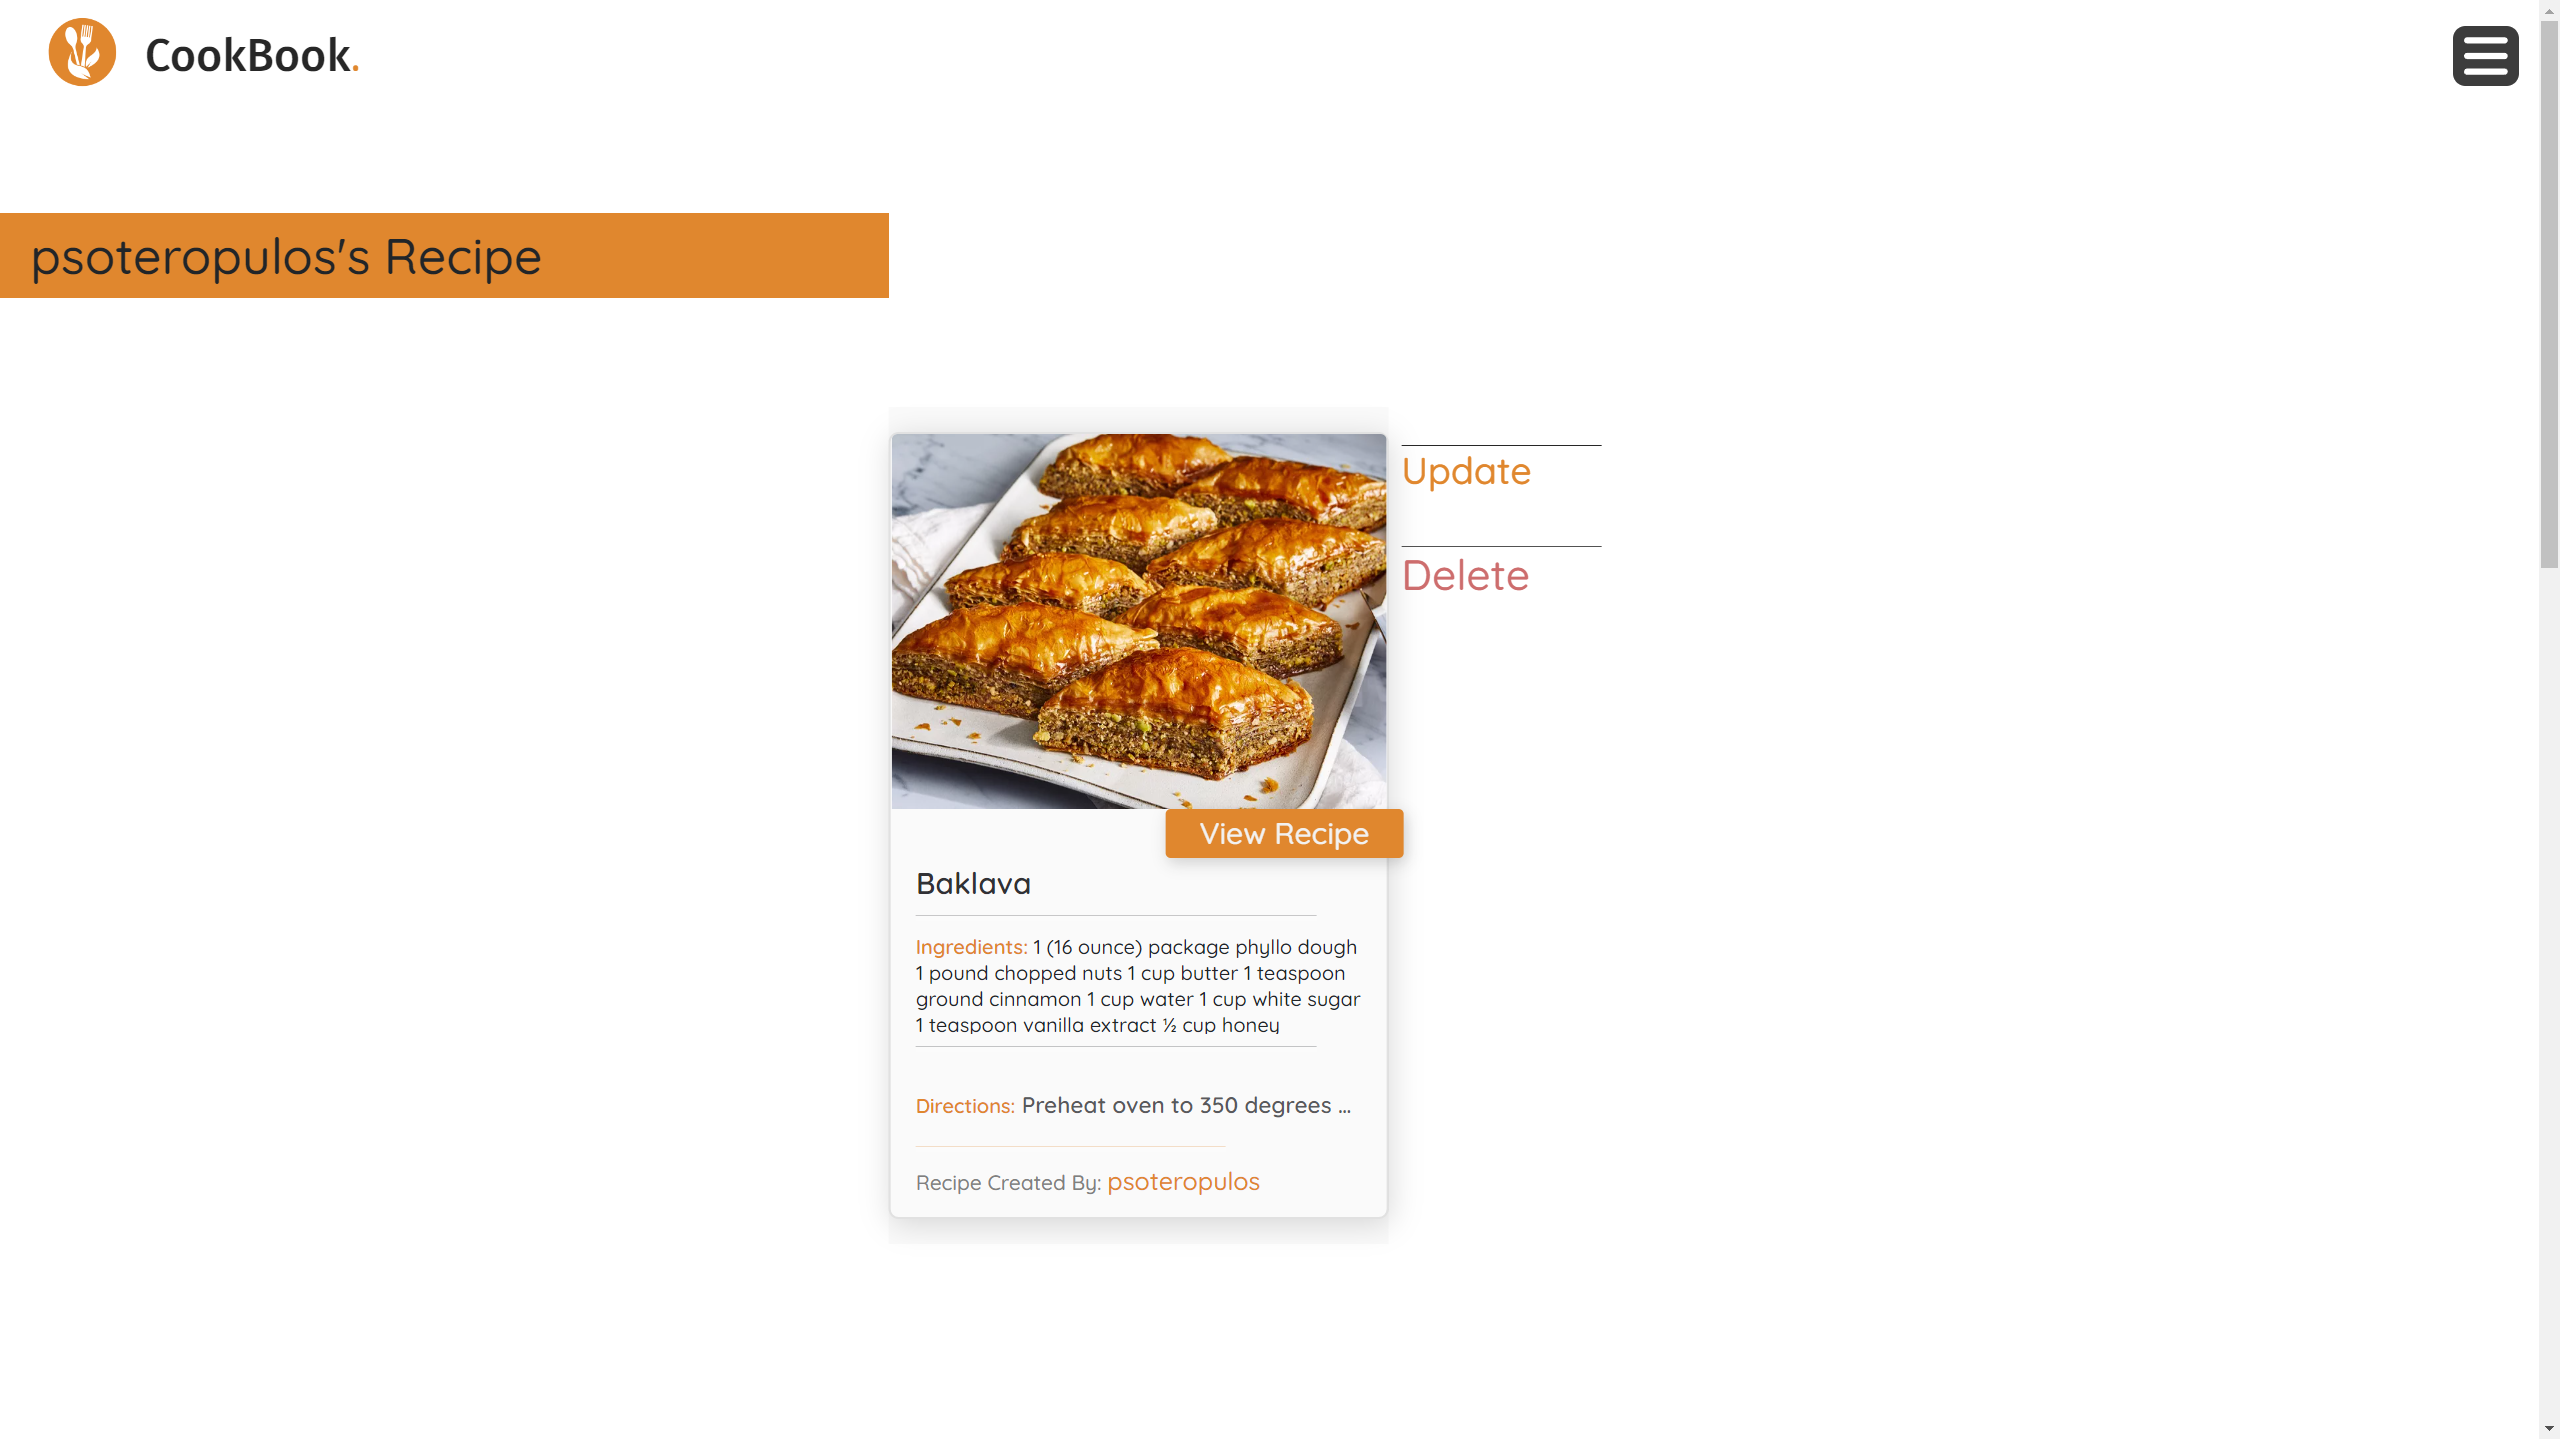 CookBook.
psoteropulos's Recipe
Update
Delete
View Recipe
Baklava
Ingredients: 1 (16 ounce) package phyllo dough
1 pound chopped nuts 1 cup butter 1 teaspoon
ground cinnamon 1 cup water 1 cup white sugar
1 teaspoon vanilla extract ½ cup honey
Directions: Preheat oven to 350 degrees ...
Recipe Created By: psoteropulos